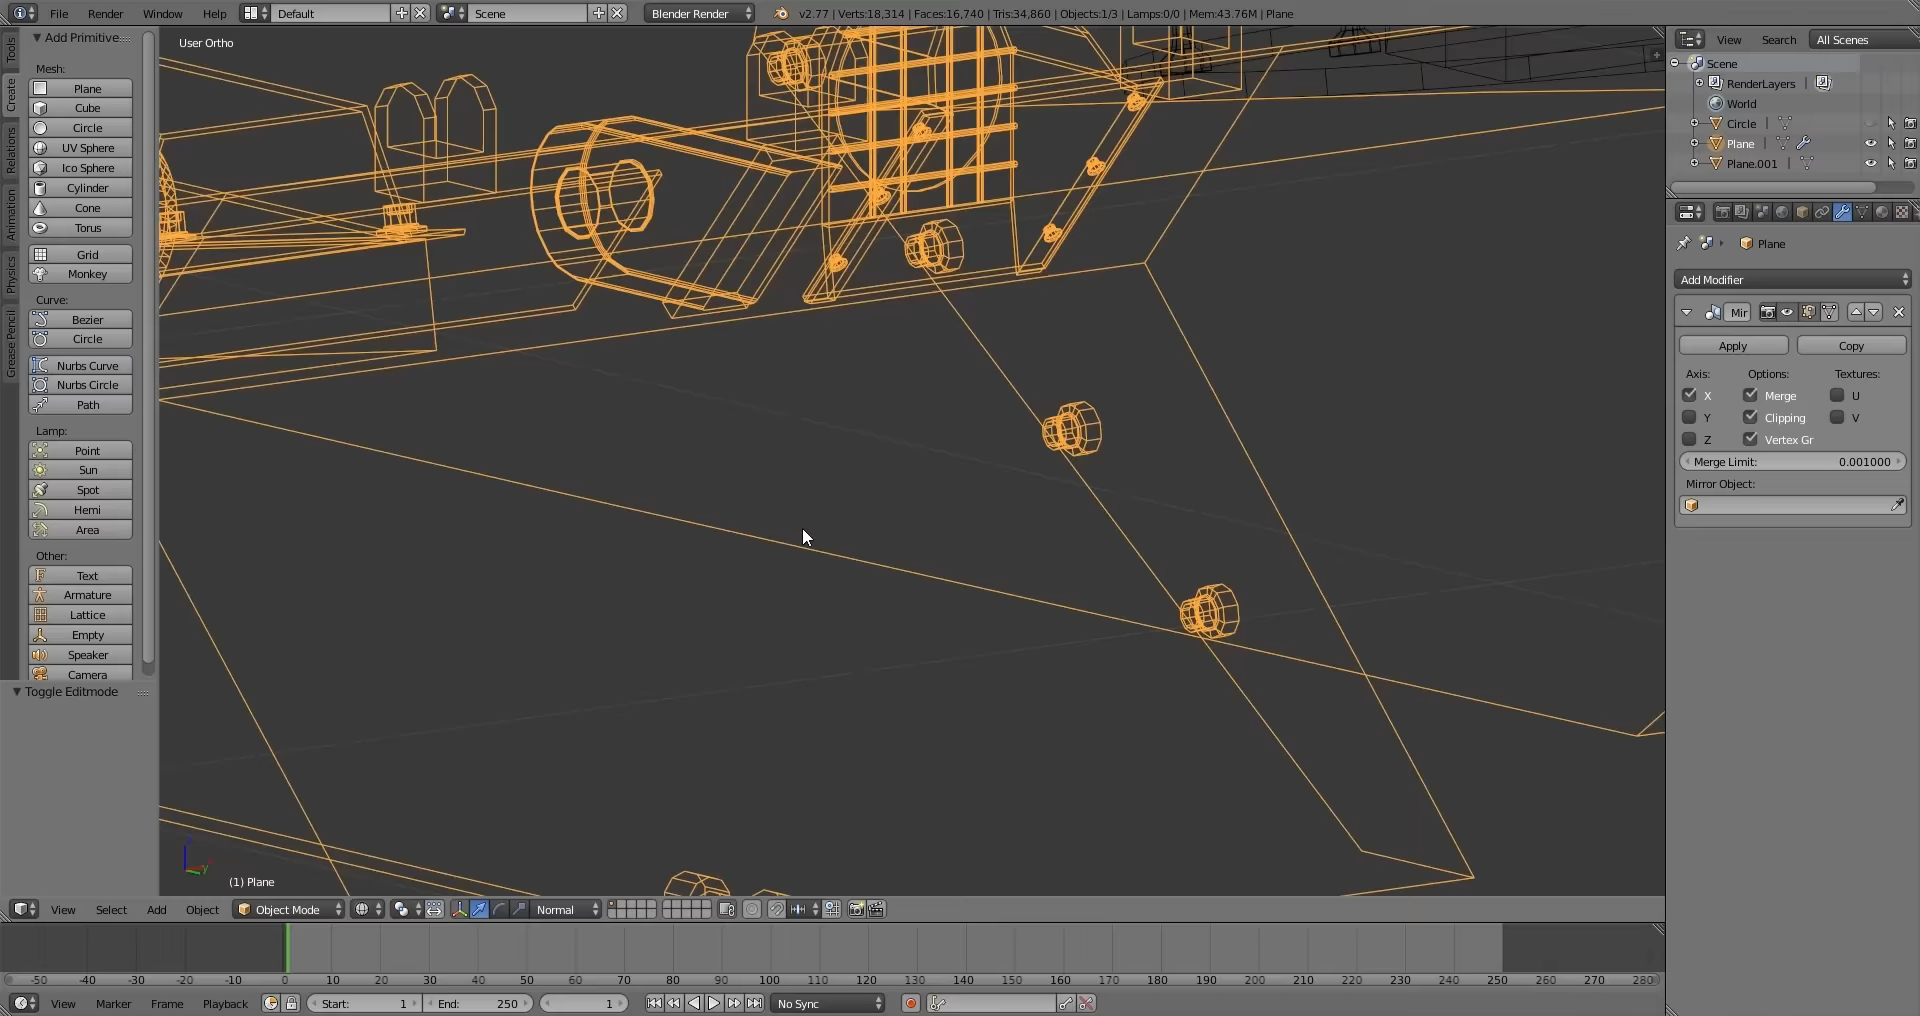 File Render Window Help Default Scene Blender Render v2.77 | Verts:18,314 | Faces:16,740 | Tris:34,860 | Objects:1/3 | Lamps:0/0 | Mem:43.76M | Plane
Tools
Create
Relations
Animation
Physics
Grease Pencil
Add Primitive
Mesh:
Plane
Cube
Circle
UV Sphere
Ico Sphere
Cylinder
Cone
Torus
Grid
Monkey
Curve:
Bezier
Circle
Nurbs Curve
Nurbs Circle
Path
Lamp:
Point
Sun
Spot
Hemi
Area
Other:
Text
Armature
Lattice
Empty
Speaker
Camera
Toggle Editmode
User Ortho
(1) Plane
View Search All Scenes
Scene
RenderLayers |
World
Circle |
Plane |
Plane.001 |
Plane
Add Modifier
Mir
Apply Copy
Axis: Options: Textures:
X Merge U
Y Clipping V
Z Vertex Gr
Merge Limit: 0.001000
Mirror Object:
View Select Add Object Object Mode Normal
-50 -40 -30 -20 -10 0 10 20 30 40 50 60 70 80 90 100 110 120 130 140 150 160 170 180 190 200 210 220 230 240 250 260 270 280
View Marker Frame Playback Start: 1 End: 250 1 No Sync